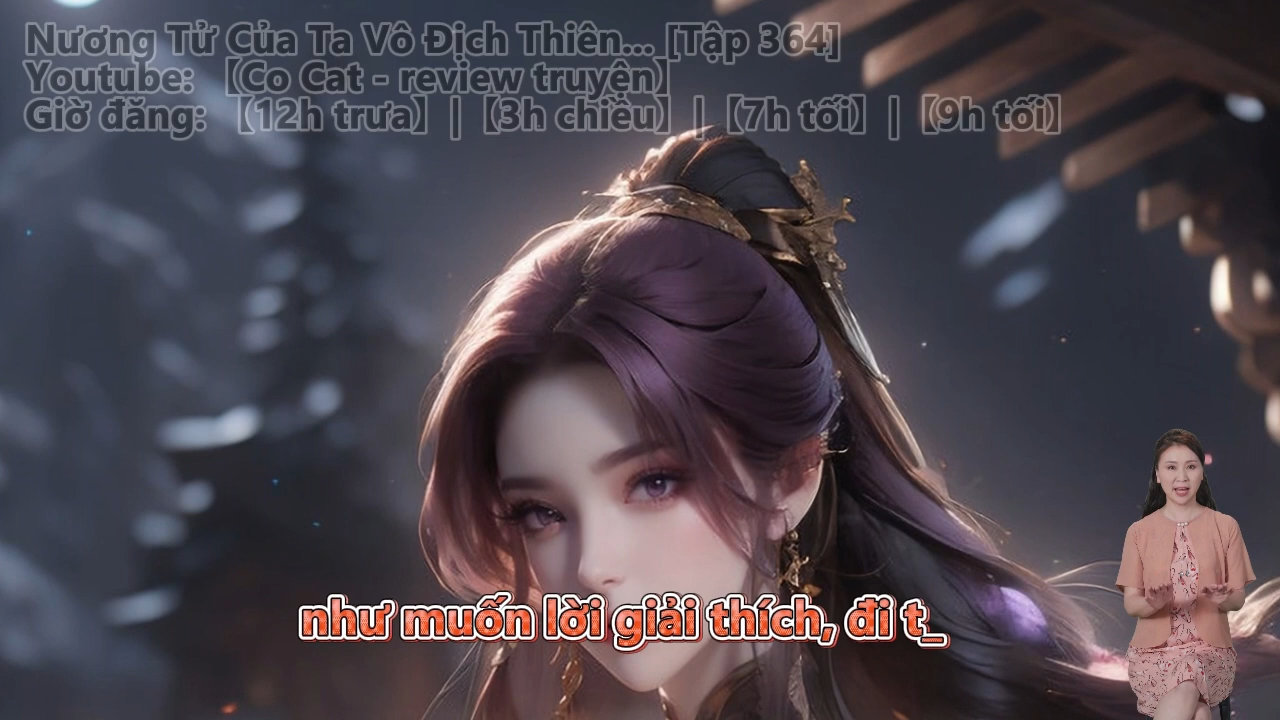 Nương Tử Của Ta Vô Địch Thiên... [Tập 364]
Youtube: 【Co Cat - review truyện】
Giờ đăng: 【12h trưa】 | 【3h chiều】 | 【7h tối】 | 【9h tối】
như muốn lời giải thích, đi t_